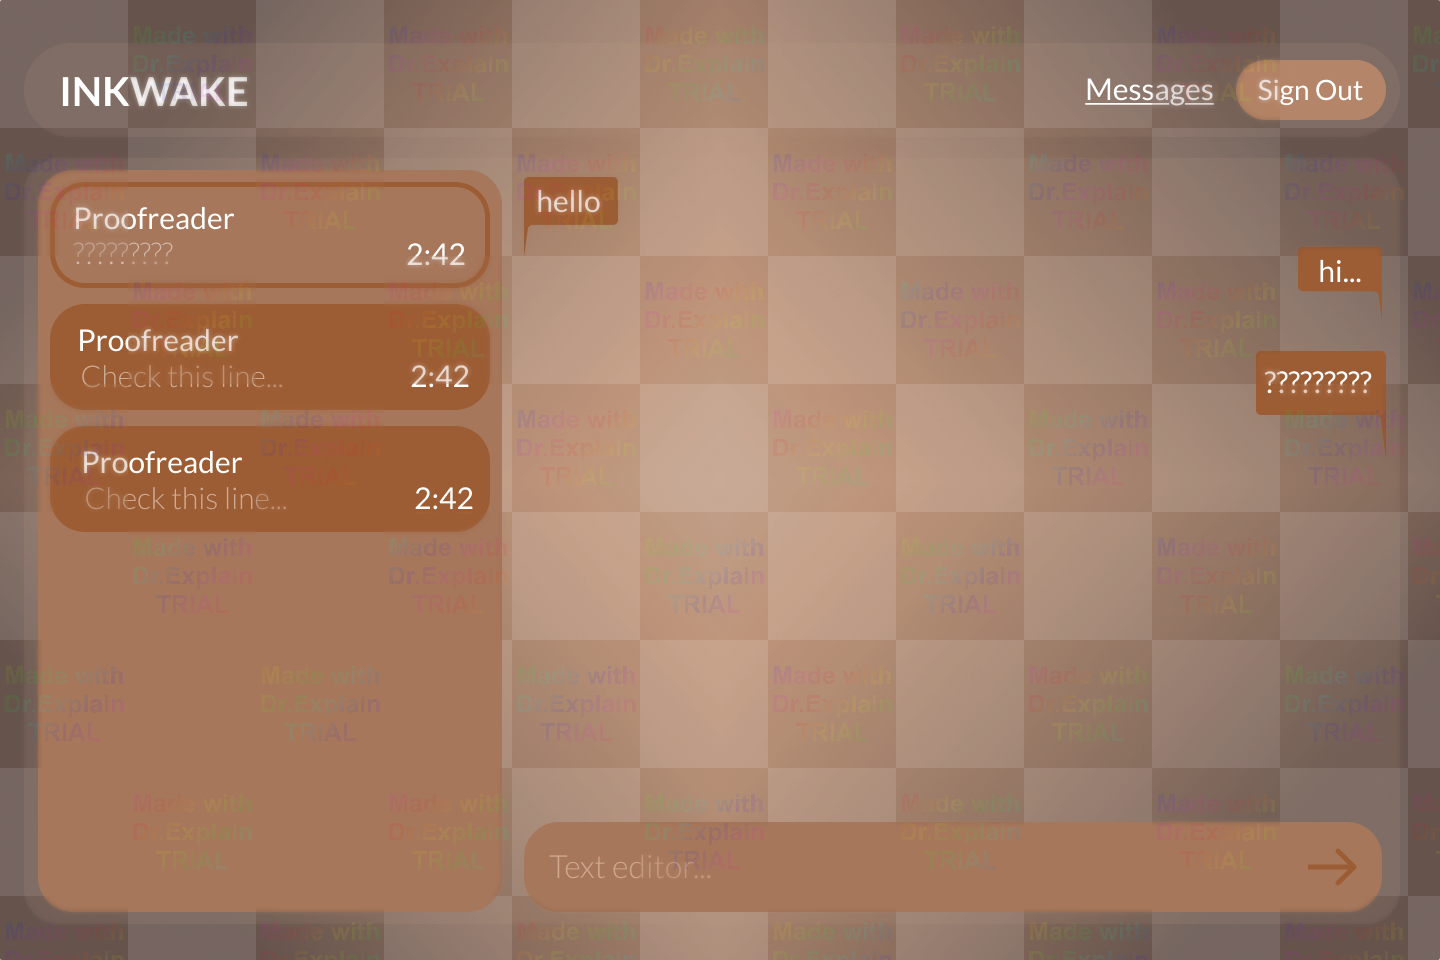 INKWAKE
Messages
Sign Out
Proofreader
?????????
2:42
Proofreader
Check this line...
2:42
Proofreader
Check this line...
2:42
hello
hi...
?????????
Text editor...
Made with
Dr.Explain
TRIAL